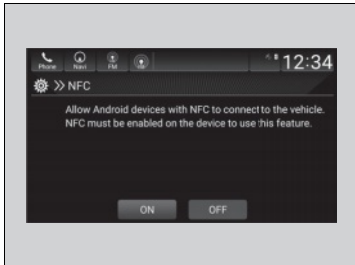 Phone Navi FM 12:34
NFC
Allow Android devices with NFC to connect to the vehicle.
NFC must be enabled on the device to use this feature.
ON OFF